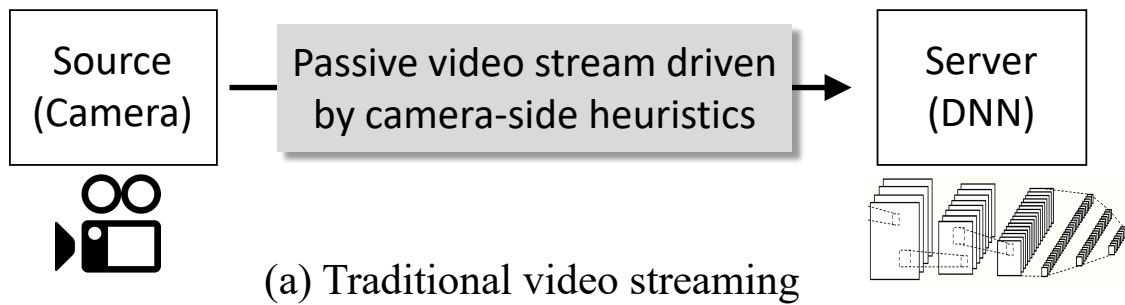 Source
(Camera)
Passive video stream driven
by camera-side heuristics
Server
(DNN)
(a) Traditional video streaming